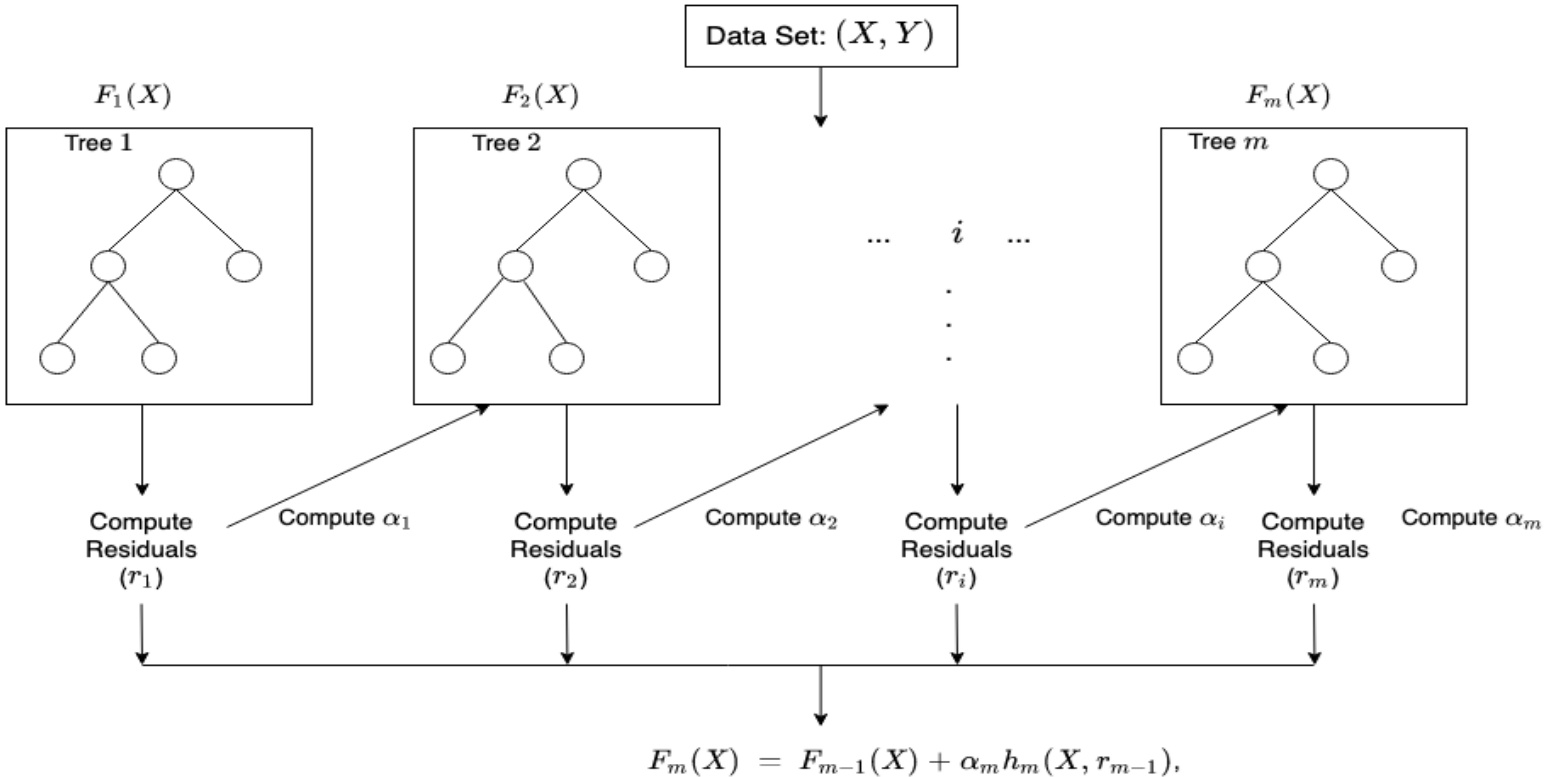 Data Set: (X, Y)
F₁(X)
F₂(X)
Fₘ(X)
Tree 1
Tree 2
Tree m
... i ...
.
.
.
Compute α₁
Compute α₂
Compute αᵢ
Compute αₘ
Compute
Residuals
(r₁)
Compute
Residuals
(r₂)
Compute
Residuals
(rᵢ)
Compute
Residuals
(rₘ)
Fₘ(X) = Fₘ₋₁(X) + αₘhₘ(X, rₘ₋₁),